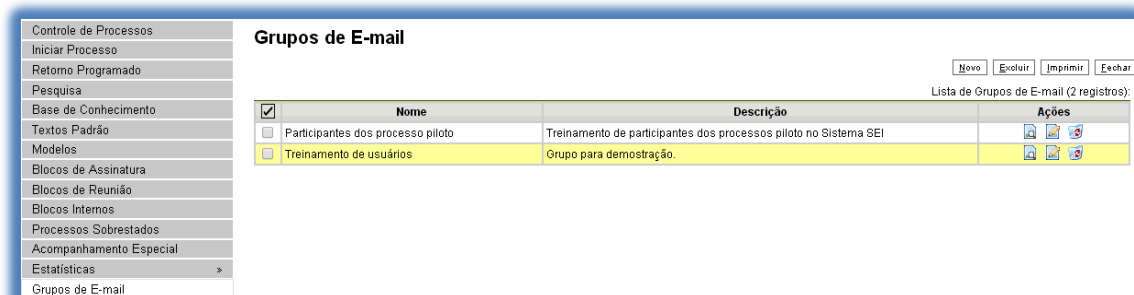 Controle de Processos
Iniciar Processo
Retorno Programado
Pesquisa
Base de Conhecimento
Textos Padrão
Modelos
Blocos de Assinatura
Blocos de Reunião
Blocos Internos
Processos Sobrestados
Acompanhamento Especial
Estatísticas »
Grupos de E-mail
Grupos de E-mail
Novo Excluir Imprimir Fechar
Lista de Grupos de E-mail (2 registros):
Nome Descrição Ações
Participantes dos processo piloto Treinamento de participantes dos processos piloto no Sistema SEI
Treinamento de usuários Grupo para demostração.